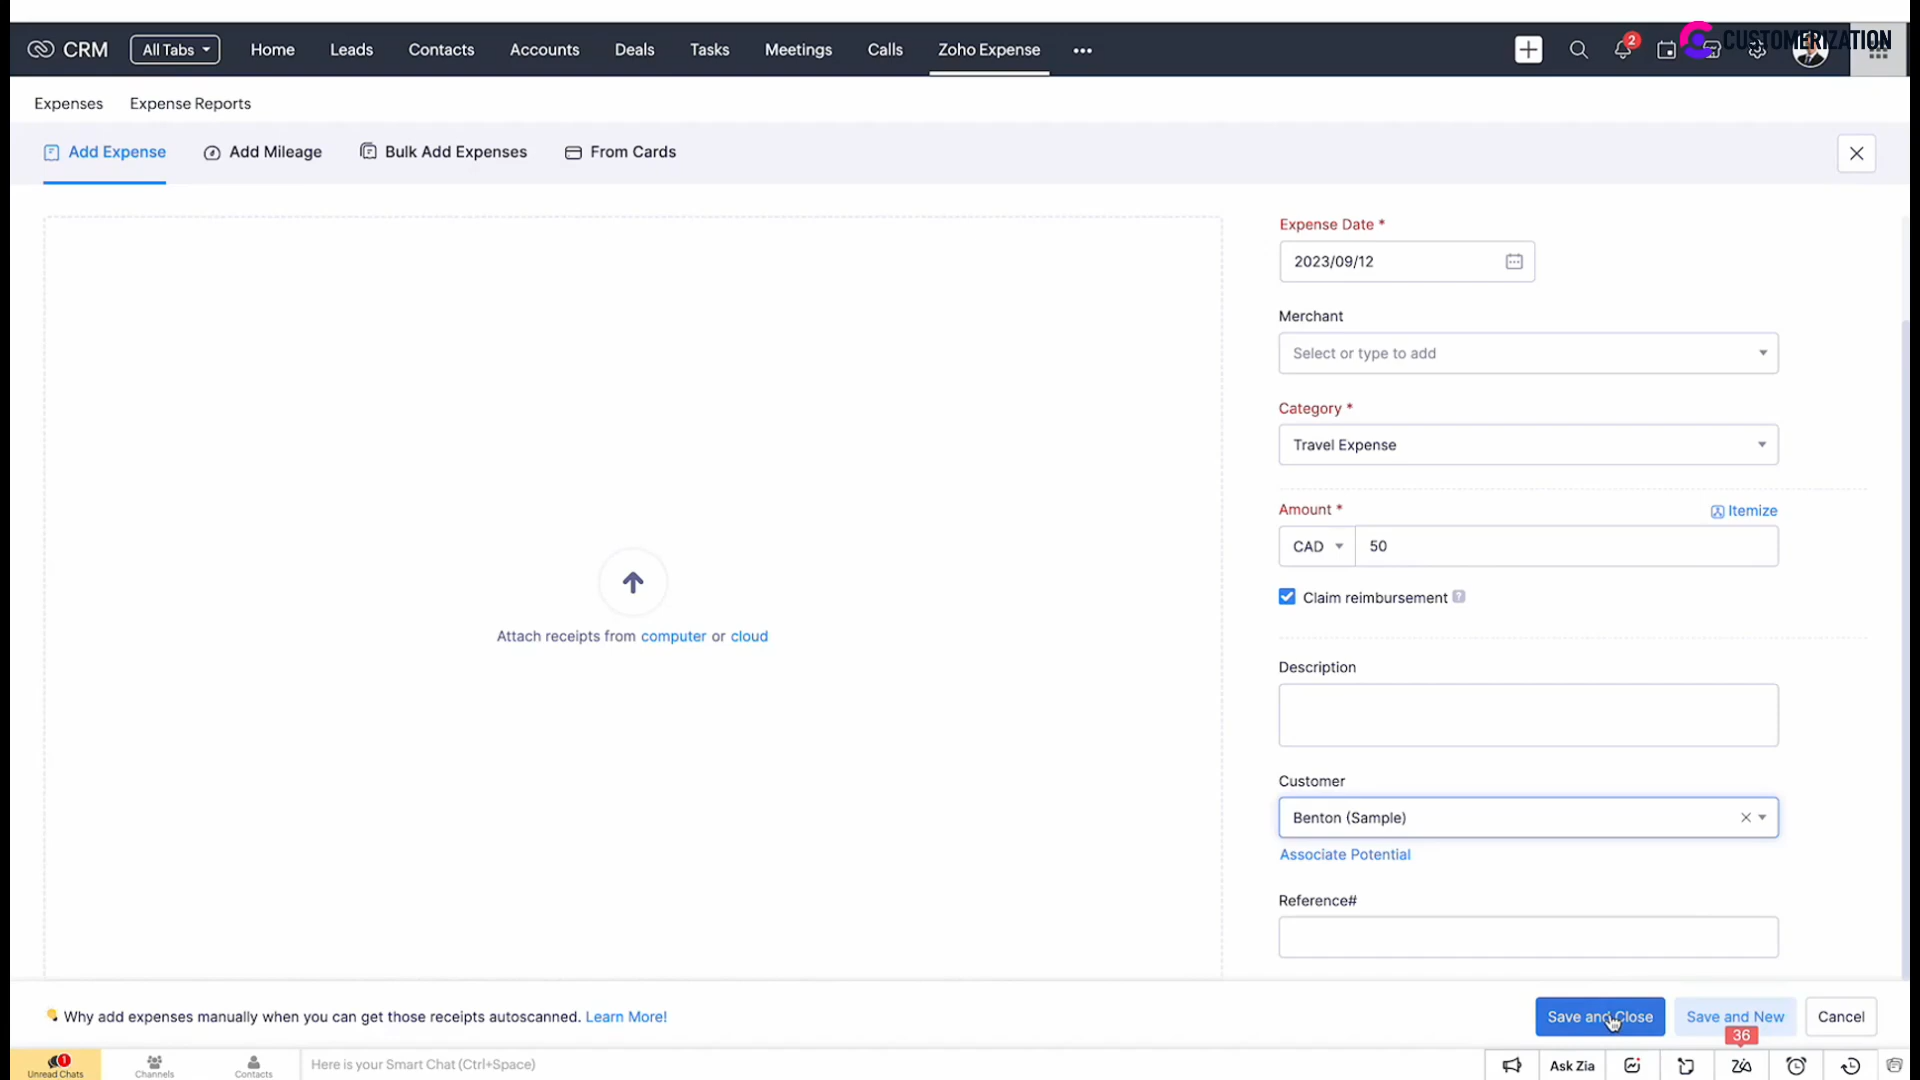 CRM All Tabs Home Leads Contacts Accounts Deals Tasks Meetings Calls Zoho Expense ••• 2 CUSTOMERIZATION
Expenses Expense Reports
Add Expense Add Mileage Bulk Add Expenses From Cards
Expense Date *
2023/09/12
Merchant
Select or type to add
Category *
Travel Expense
Amount * Itemize
CAD 50
Claim reimbursement ?
Attach receipts from computer or cloud
Description
Customer
Benton (Sample)
Associate Potential
Reference#
Why add expenses manually when you can get those receipts autoscanned. Learn More! Save and Close Save and New Cancel
36
1
Unread Chats Channels Contacts Here is your Smart Chat (Ctrl+Space) Ask Zia